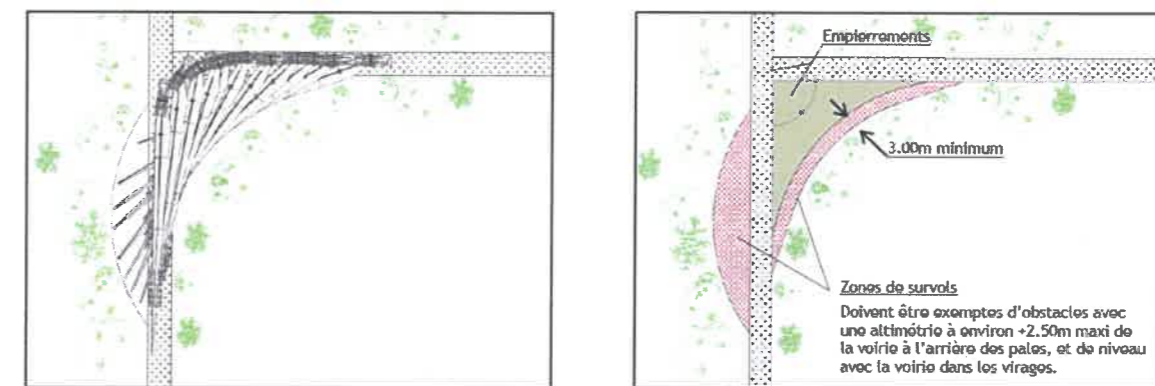 Empierrements
3.00m minimum
Zones de survols
Doivent être exemptes d'obstacles avec
une altimétrie à environ +2.50m maxi de
la voirie à l'arrière des pales, et de niveau
avec la voirie dans les virages.